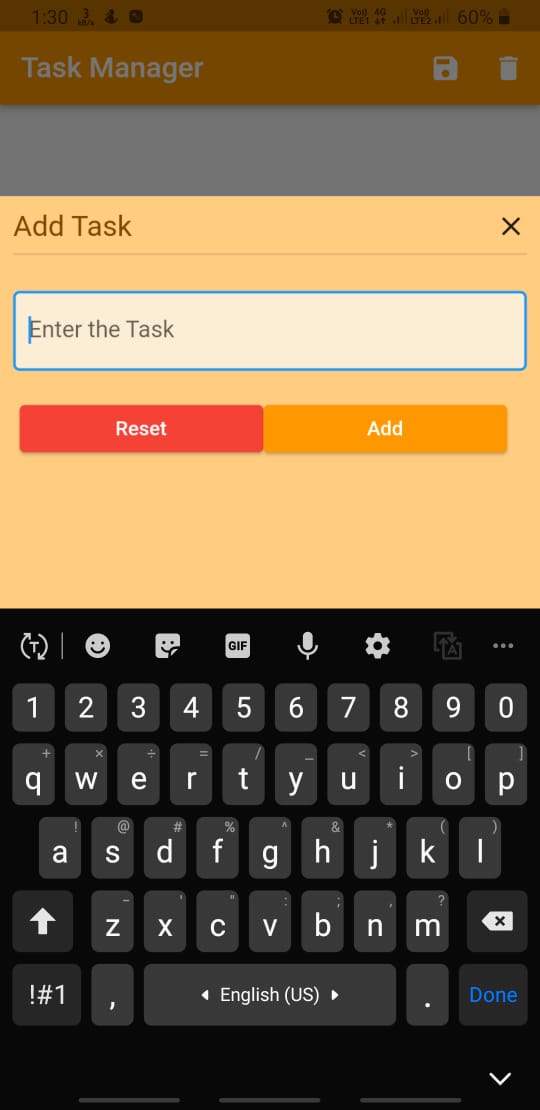 1:30 3 kB/s Vo)) LTE1 4G Vo)) LTE2 60%
Task Manager
Add Task
Enter the Task
Reset Add
T GIF A
1 2 3 4 5 6 7 8 9 0
+ × ÷ = / _ < > [ ]
q w e r t y u i o p
! @ # % ^ & * ( )
a s d f g h j k l
- ' " : ; , ?
z x c v b n m
!#1 , English (US) . Done